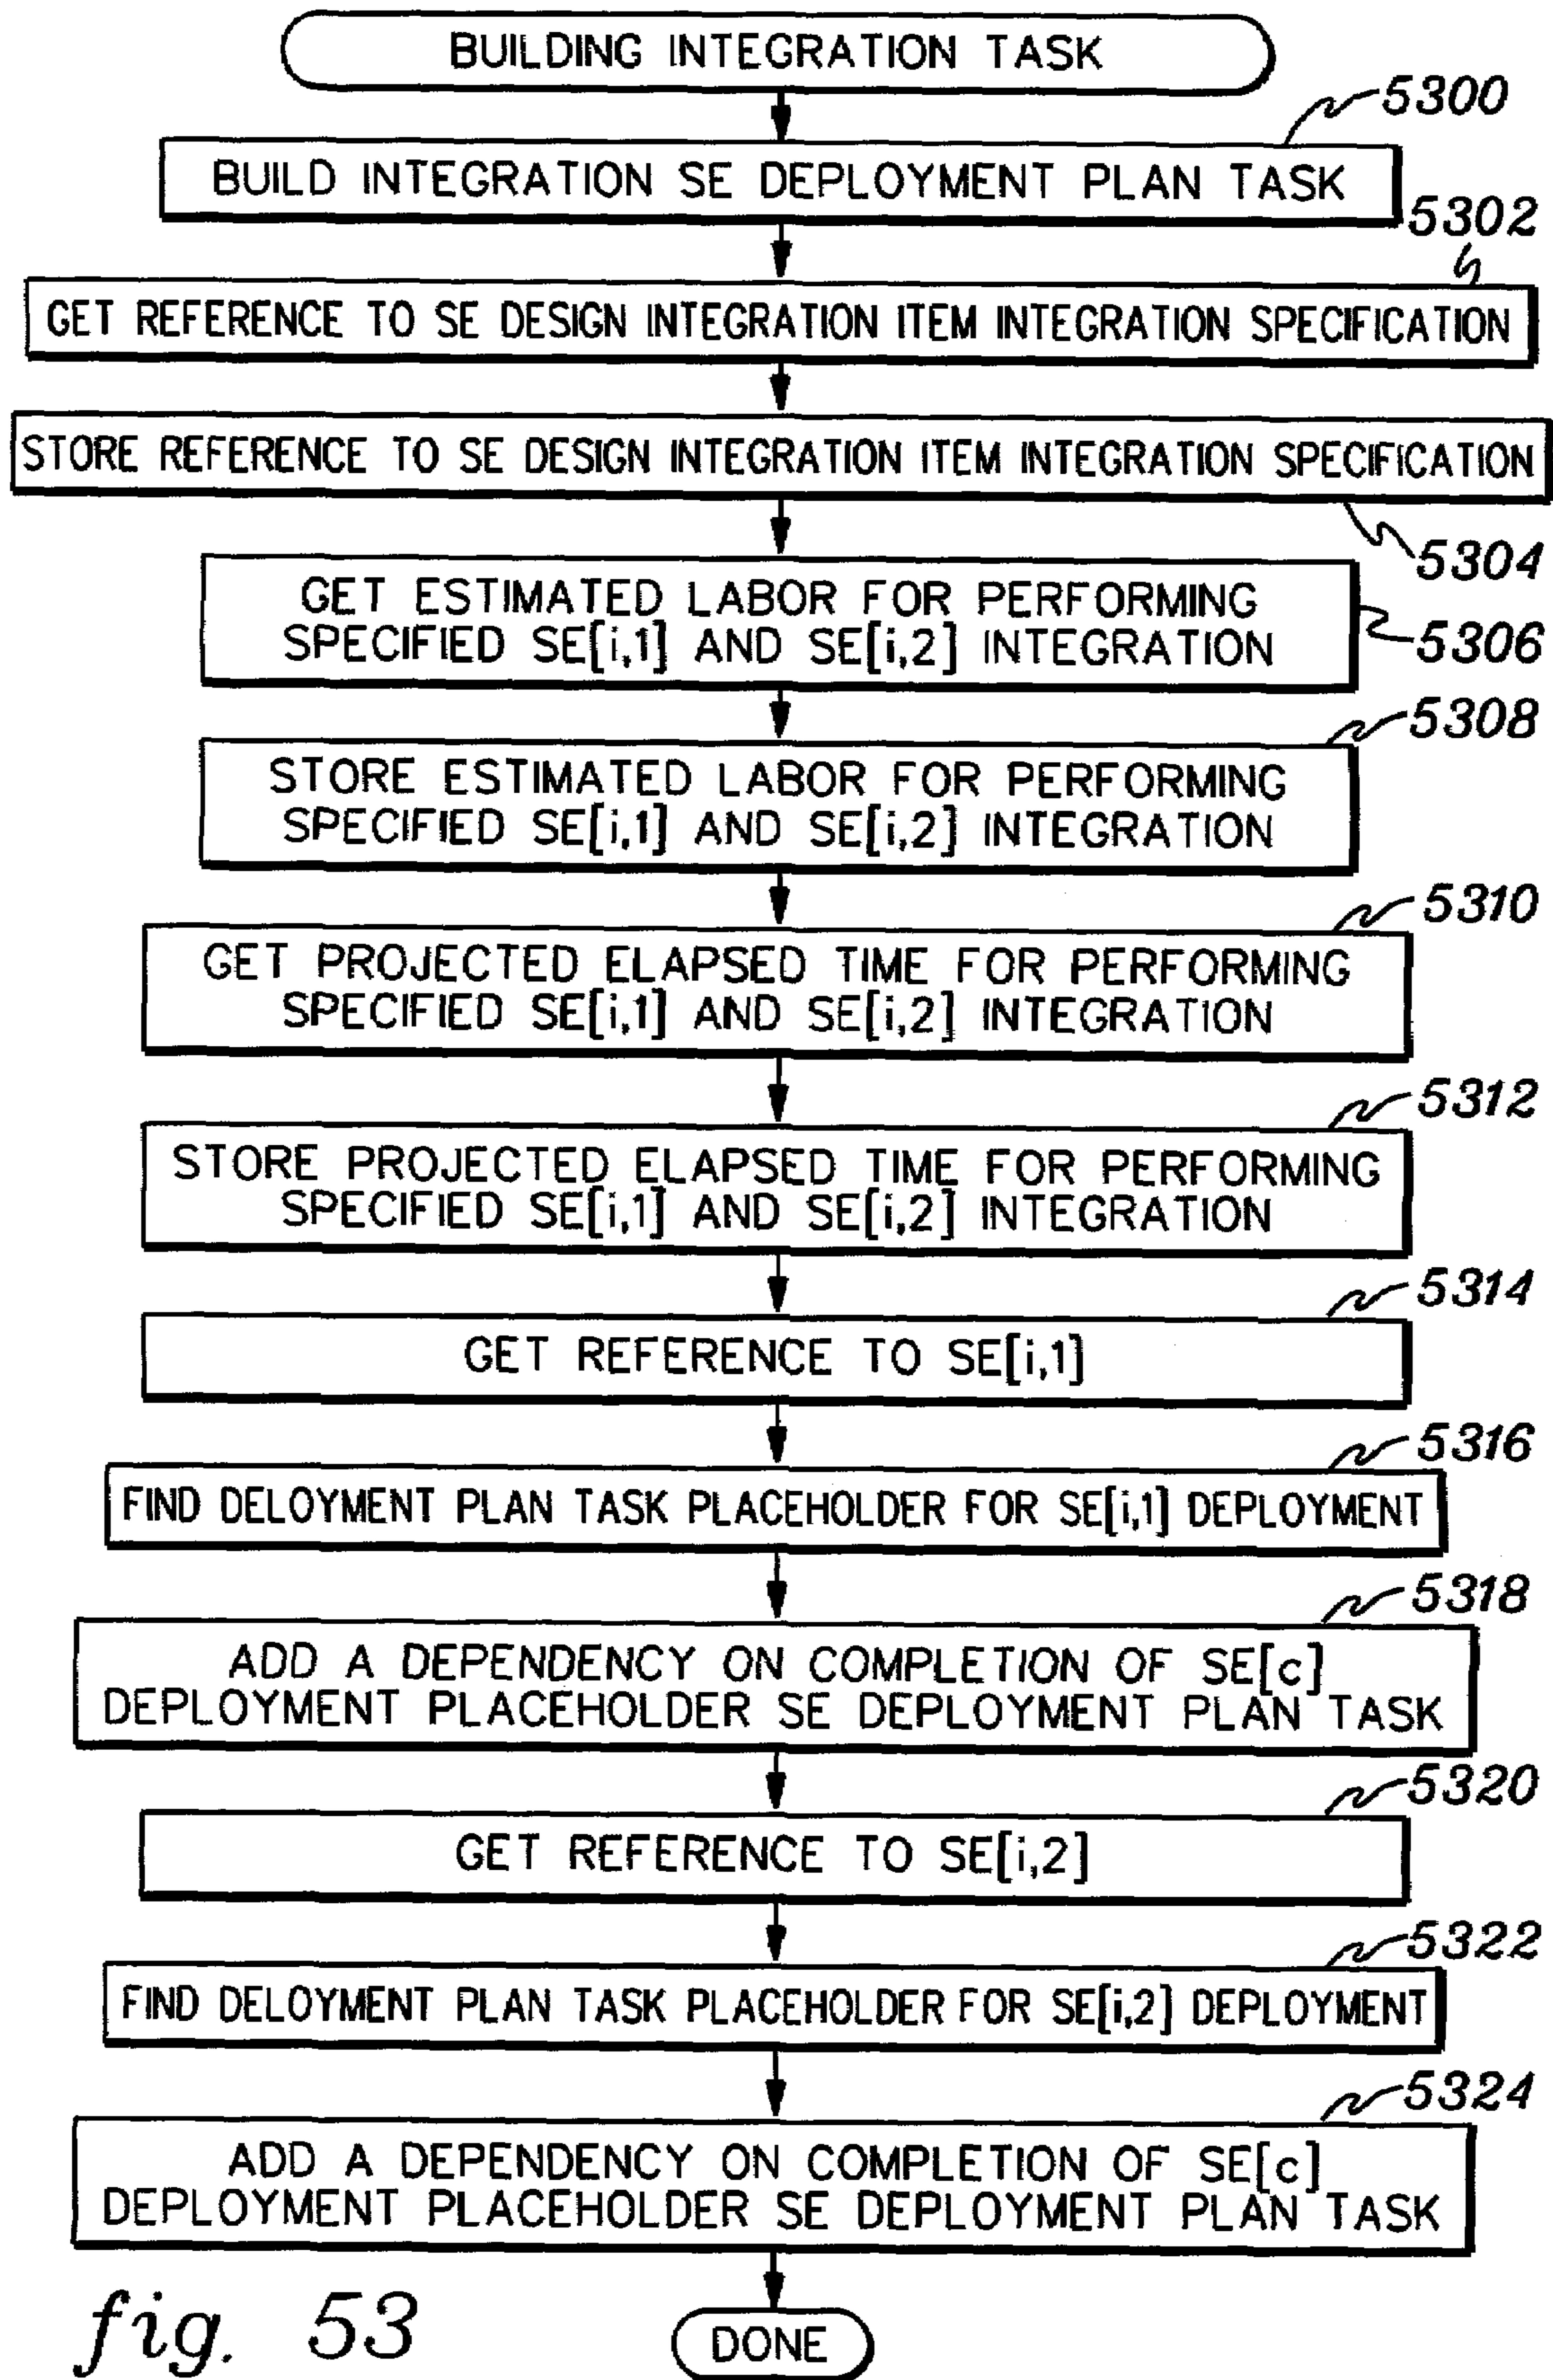 BUILDING INTEGRATION TASK
5300
BUILD INTEGRATION SE DEPLOYMENT PLAN TASK
5302
GET REFERENCE TO SE DESIGN INTEGRATION ITEM INTEGRATION SPECIFICATION
STORE REFERENCE TO SE DESIGN INTEGRATION ITEM INTEGRATION SPECIFICATION
5304
GET ESTIMATED LABOR FOR PERFORMING
SPECIFIED SE[i,1] AND SE[i,2] INTEGRATION
5306
5308
STORE ESTIMATED LABOR FOR PERFORMING
SPECIFIED SE[i,1] AND SE[i,2] INTEGRATION
5310
GET PROJECTED ELAPSED TIME FOR PERFORMING
SPECIFIED SE[i,1] AND SE[i,2] INTEGRATION
5312
STORE PROJECTED ELAPSED TIME FOR PERFORMING
SPECIFIED SE[i,1] AND SE[i,2] INTEGRATION
5314
GET REFERENCE TO SE[i,1]
5316
FIND DELOYMENT PLAN TASK PLACEHOLDER FOR SE[i,1] DEPLOYMENT
5318
ADD A DEPENDENCY ON COMPLETION OF SE[c]
DEPLOYMENT PLACEHOLDER SE DEPLOYMENT PLAN TASK
5320
GET REFERENCE TO SE[i,2]
5322
FIND DELOYMENT PLAN TASK PLACEHOLDER FOR SE[i,2] DEPLOYMENT
5324
ADD A DEPENDENCY ON COMPLETION OF SE[c]
DEPLOYMENT PLACEHOLDER SE DEPLOYMENT PLAN TASK
fig. 53
DONE